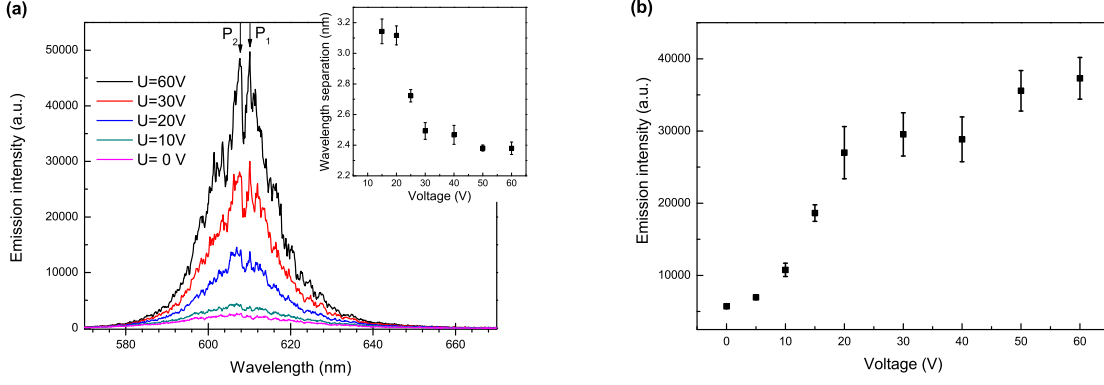 (a)
P2 P1
U=60V
U=30V
U=20V
U=10V
U= 0 V
Emission intensity (a.u.)
50000
40000
30000
20000
10000
0
580 600 620 640 660
Wavelength (nm)
Wavelength separation (nm)
3.2
3.0
2.8
2.6
2.4
2.2
10 20 30 40 50 60
Voltage (V)
(b)
Emission intensity (a.u.)
40000
30000
20000
10000
0 10 20 30 40 50 60
Voltage (V)